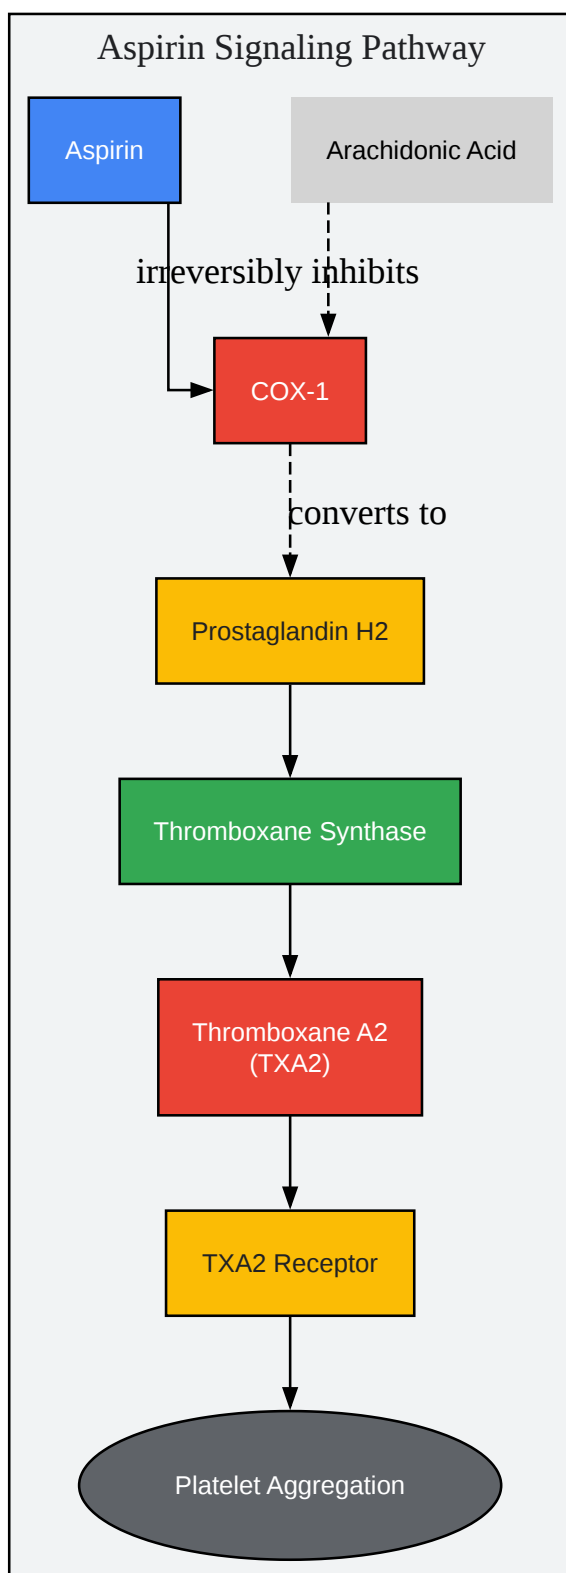 Aspirin Signaling Pathway
Aspirin
Arachidonic Acid
irreversibly inhibits
COX-1
converts to
Prostaglandin H2
Thromboxane Synthase
Thromboxane A2
(TXA2)
TXA2 Receptor
Platelet Aggregation